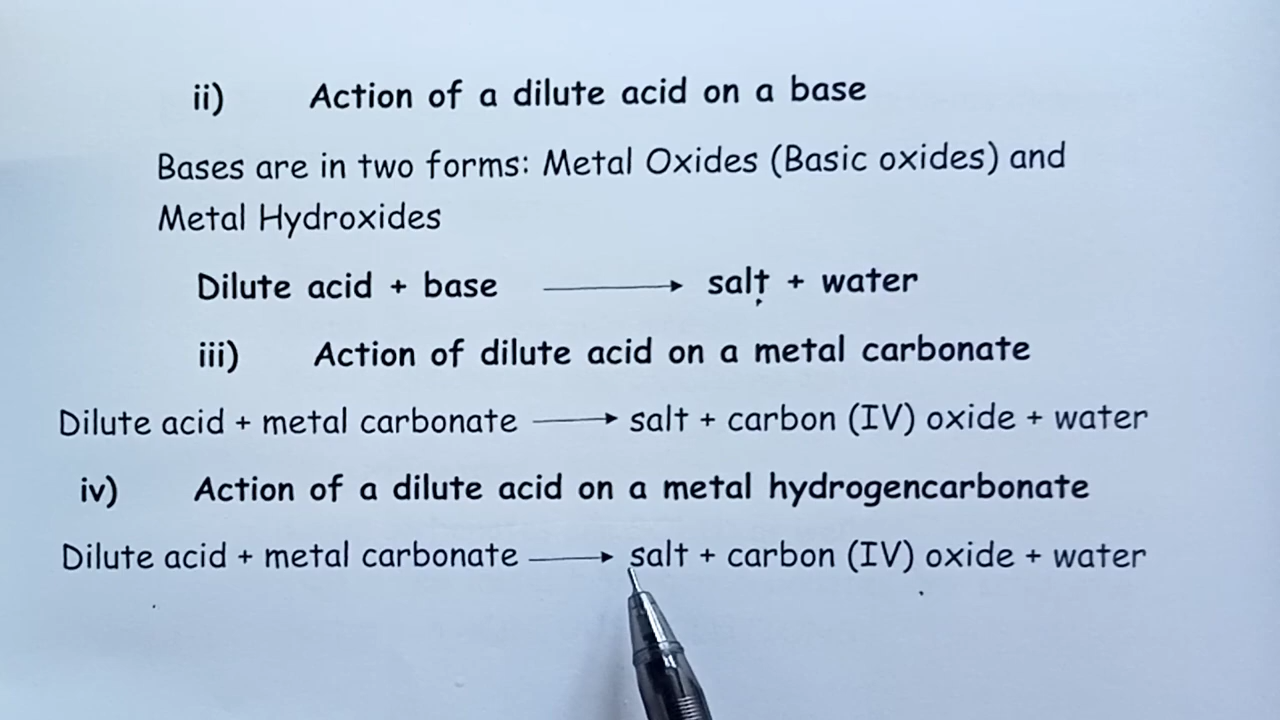 ii) Action of a dilute acid on a base
Bases are in two forms: Metal Oxides (Basic oxides) and
Metal Hydroxides
Dilute acid + base ⟶ salt + water
iii) Action of dilute acid on a metal carbonate
Dilute acid + metal carbonate ⟶ salt + carbon (IV) oxide + water
iv) Action of a dilute acid on a metal hydrogencarbonate
Dilute acid + metal carbonate ⟶ salt + carbon (IV) oxide + water